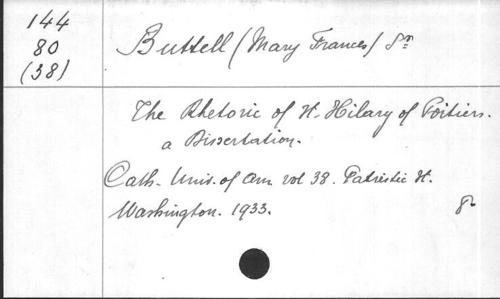 144
80
(38)
Buttell (Mary Frances) Sr
The Rhetoric of St. Hilary of Poitiers.
a Dissertation.
Cath. Univ. of Am. vol 38. Patristic St.
Washington. 1933.
8°